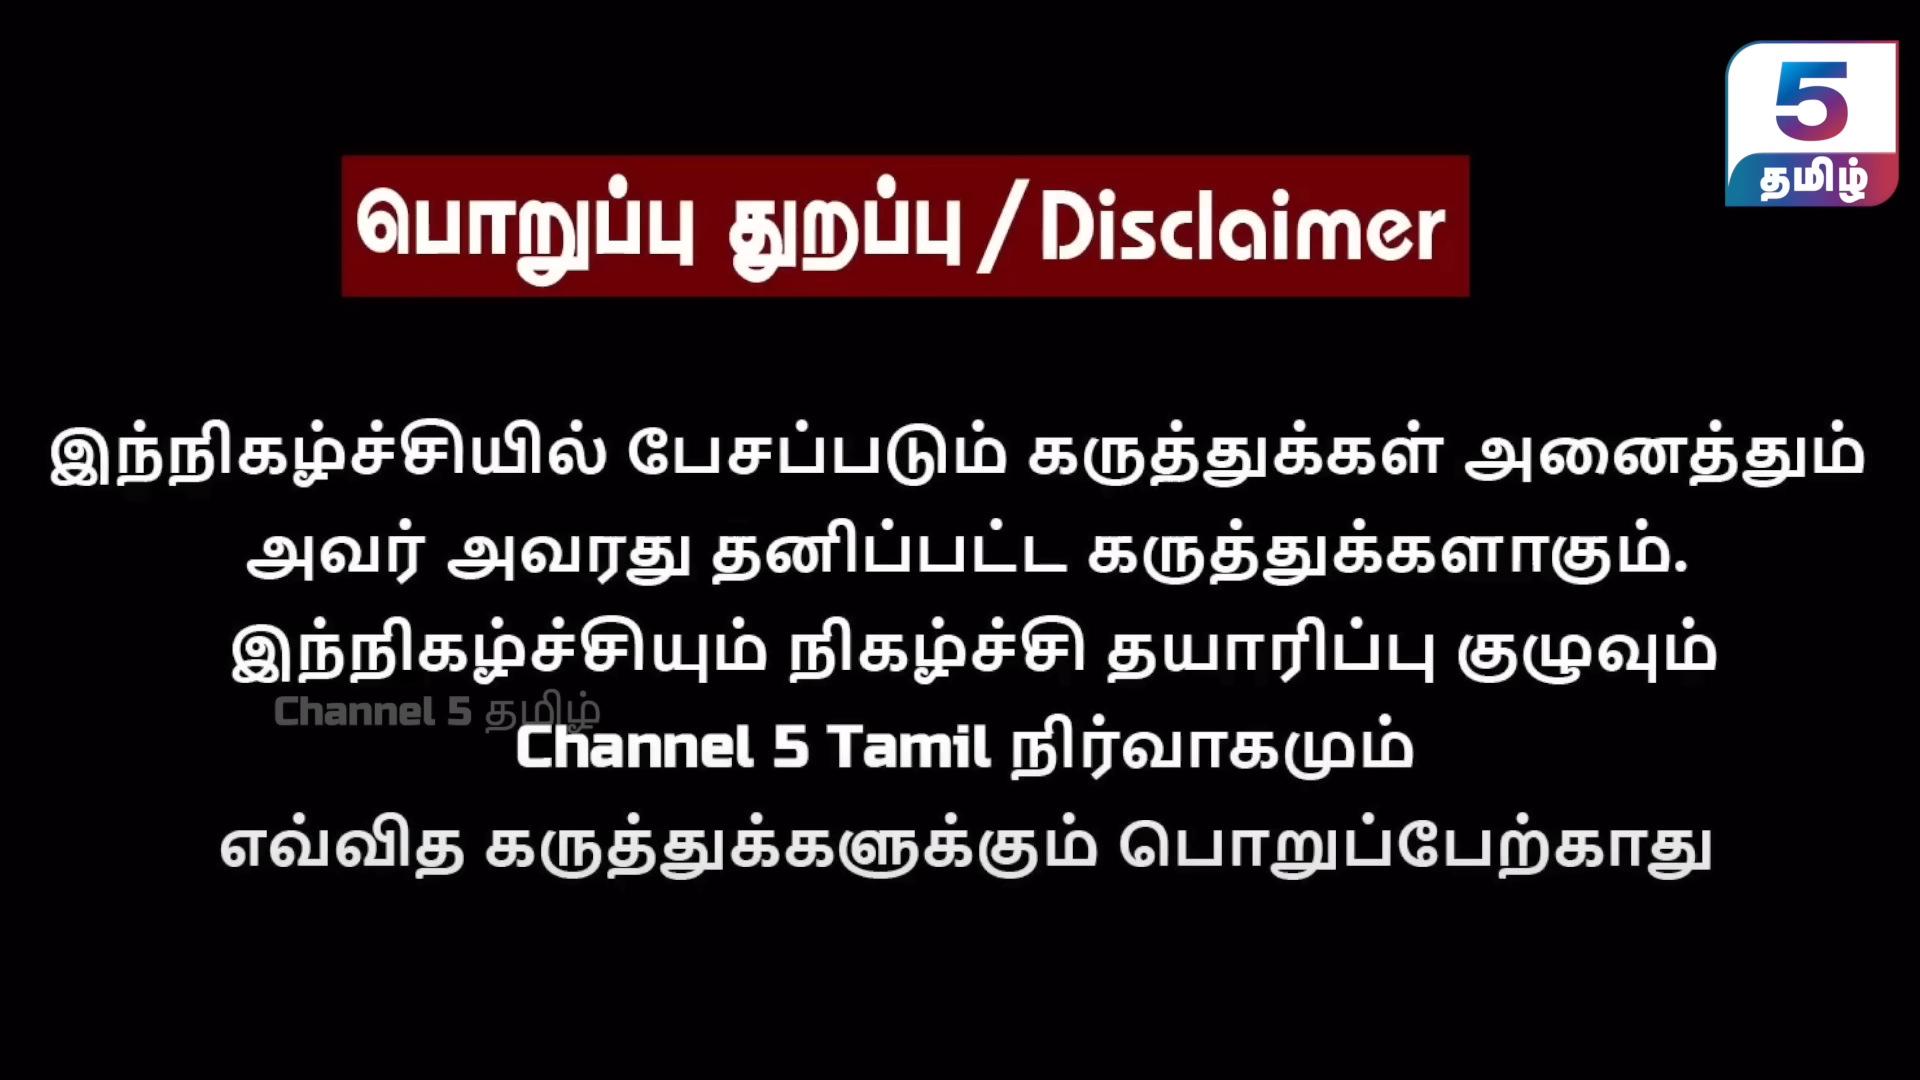 5
தமிழ்
பொறுப்பு துறப்பு/Disclaimer
இந்நிகழ்ச்சியில் பேசப்படும் கருத்துக்கள் அனைத்தும்
அவர் அவரது தனிப்பட்ட கருத்துக்களாகும்.
இந்நிகழ்ச்சியும் நிகழ்ச்சி தயாரிப்பு குழுவும்
Channel 5 தமிழ்
Channel 5 Tamil நிர்வாகமும்
எவ்வித கருத்துக்களுக்கும் பொறுப்பேற்காது